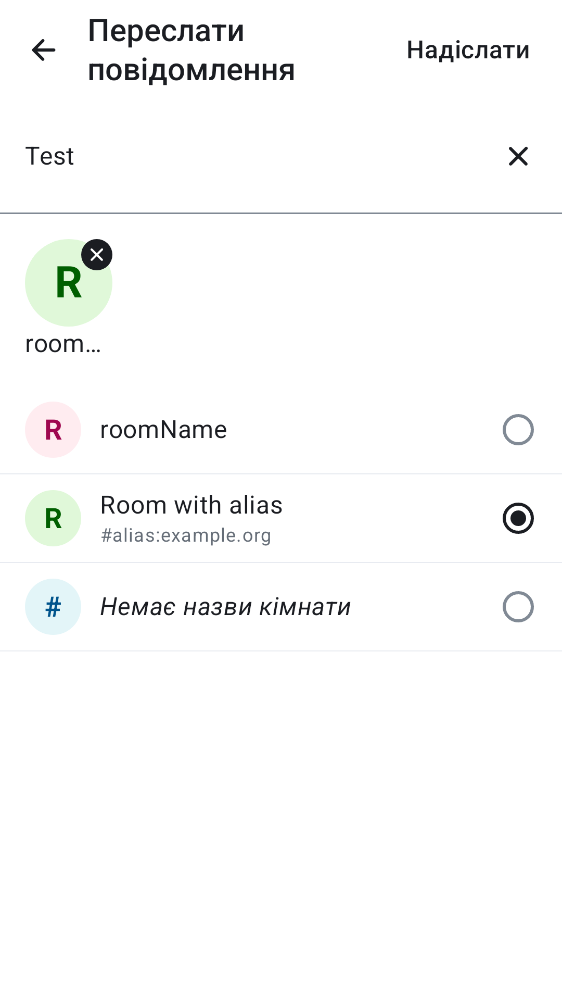 Переслати
повідомлення
Надіслати
Test
R
room…
R
roomName
R
Room with alias
#alias:example.org
#
Немає назви кімнати